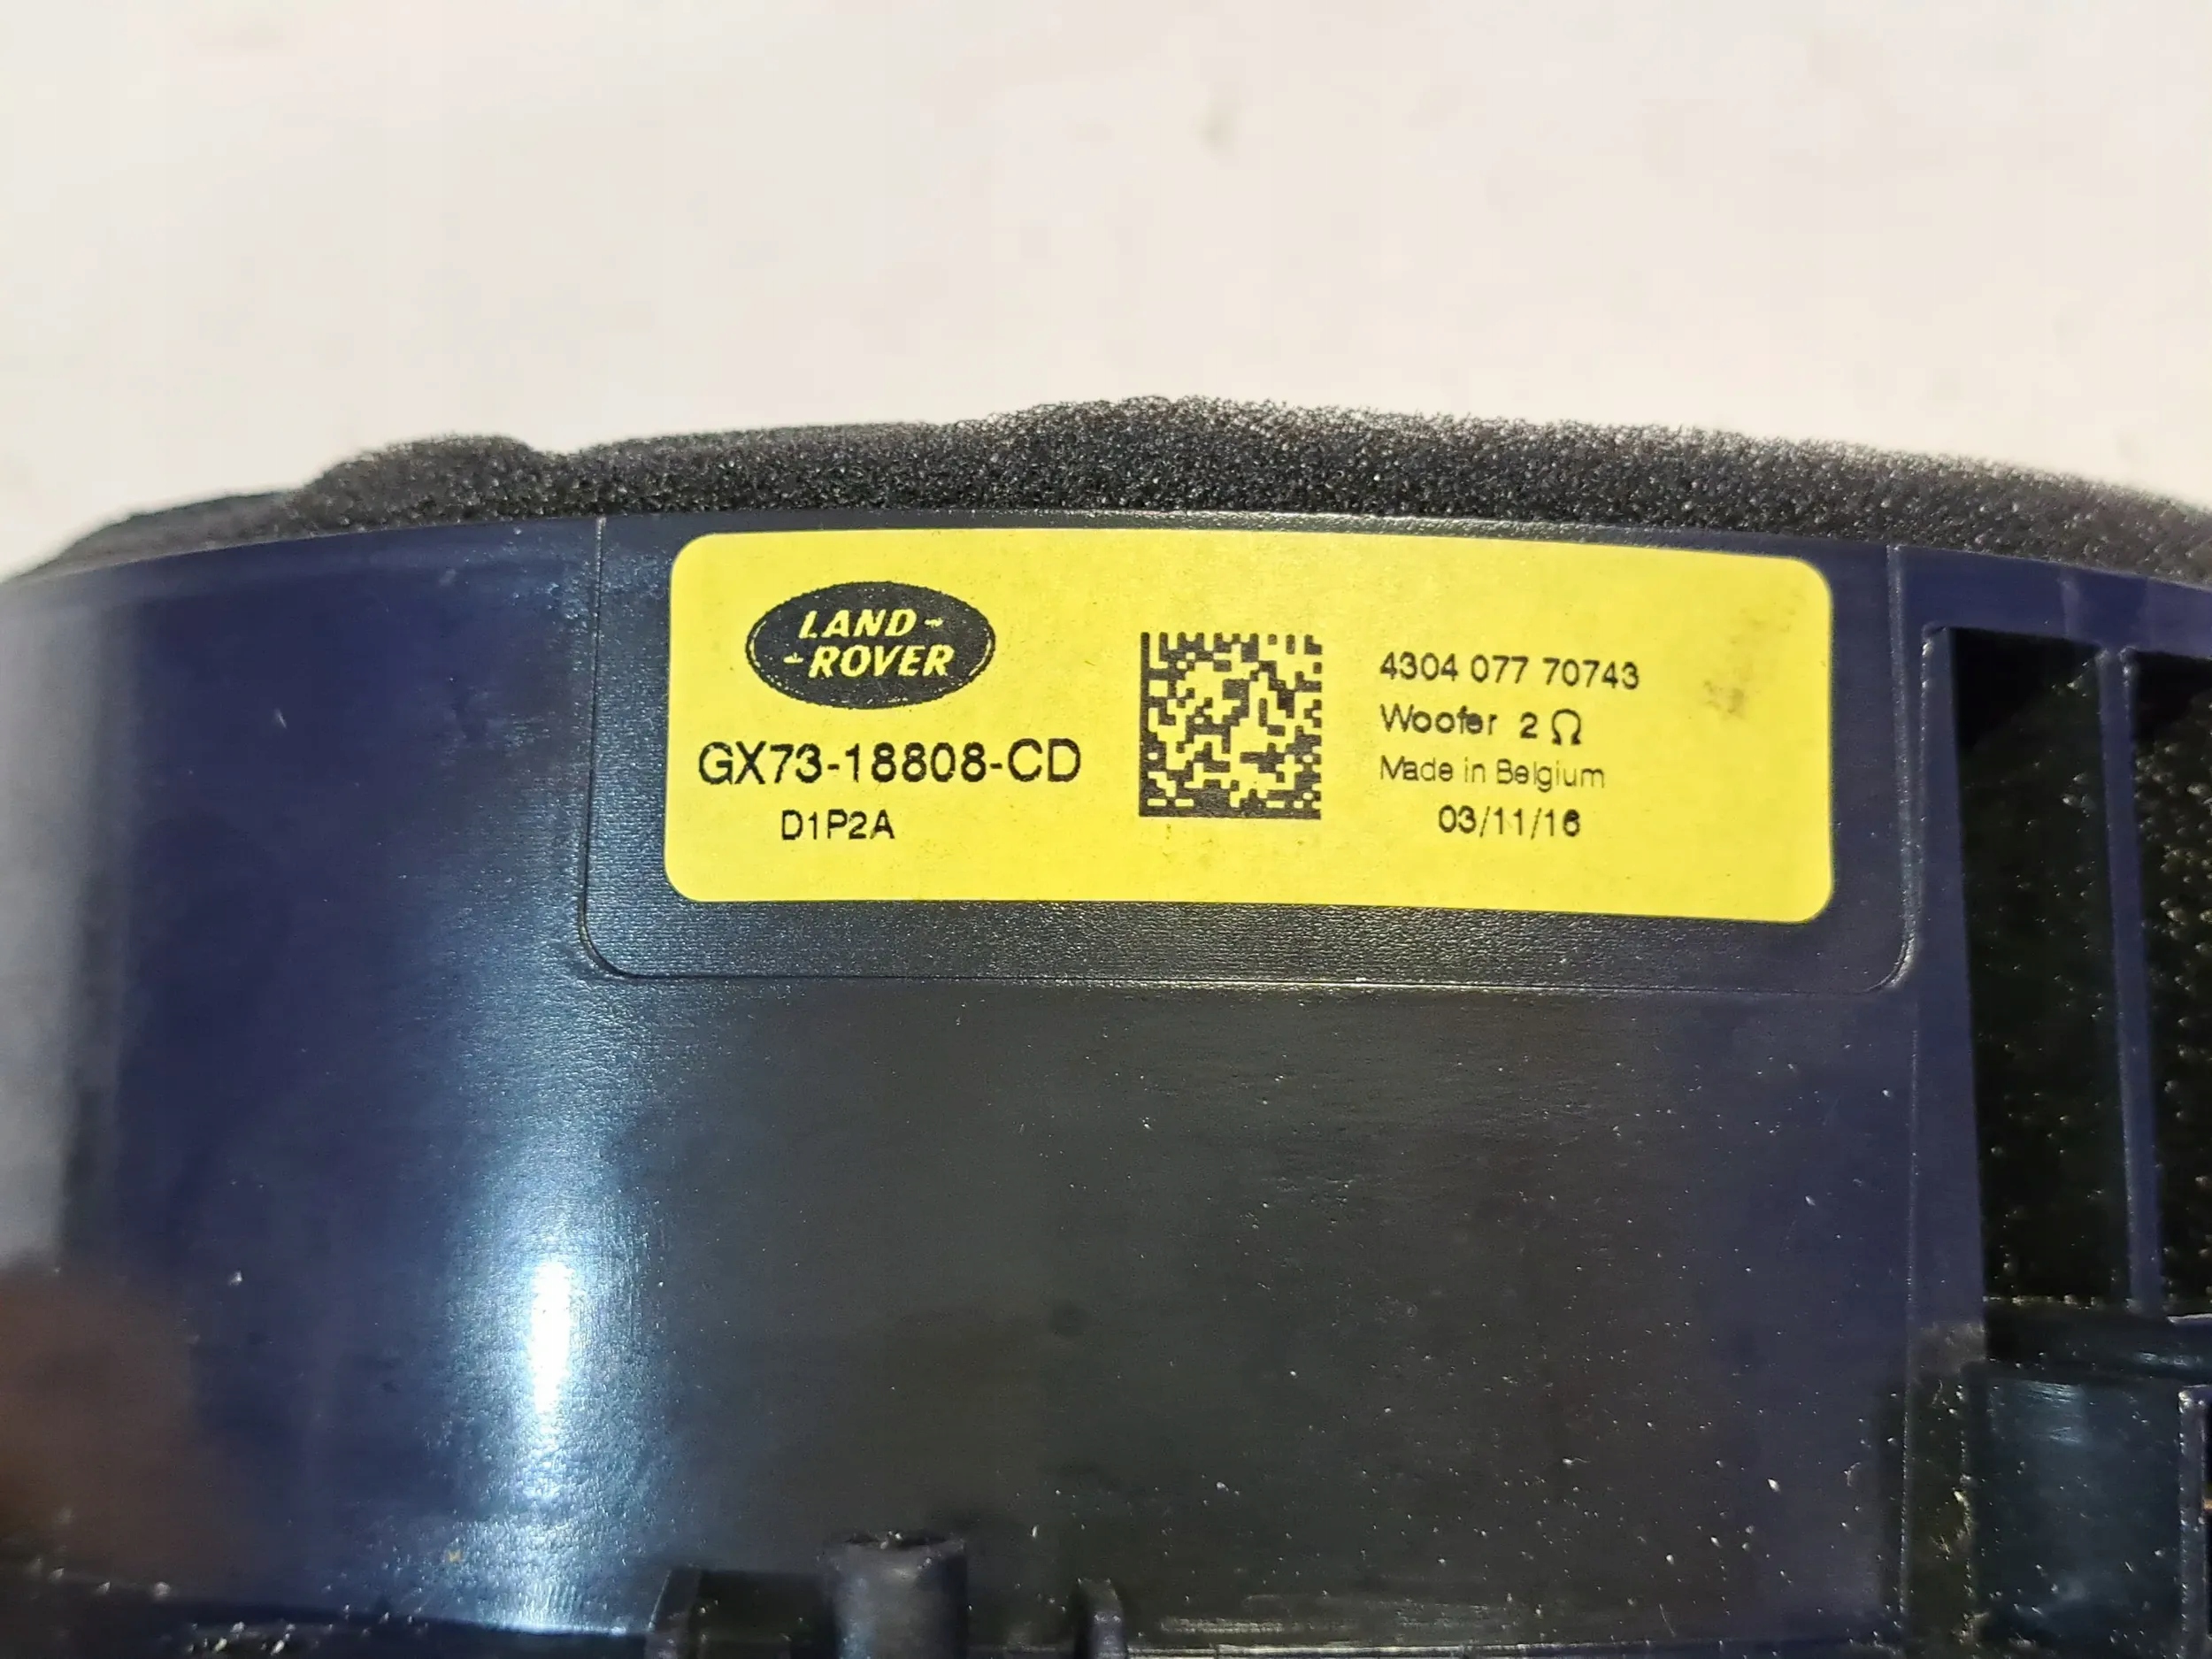 LAND-
-ROVER
GX73-18808-CD
D1P2A
4304 077 70743
Woofer 2 Ω
Made in Belgium
03/11/16